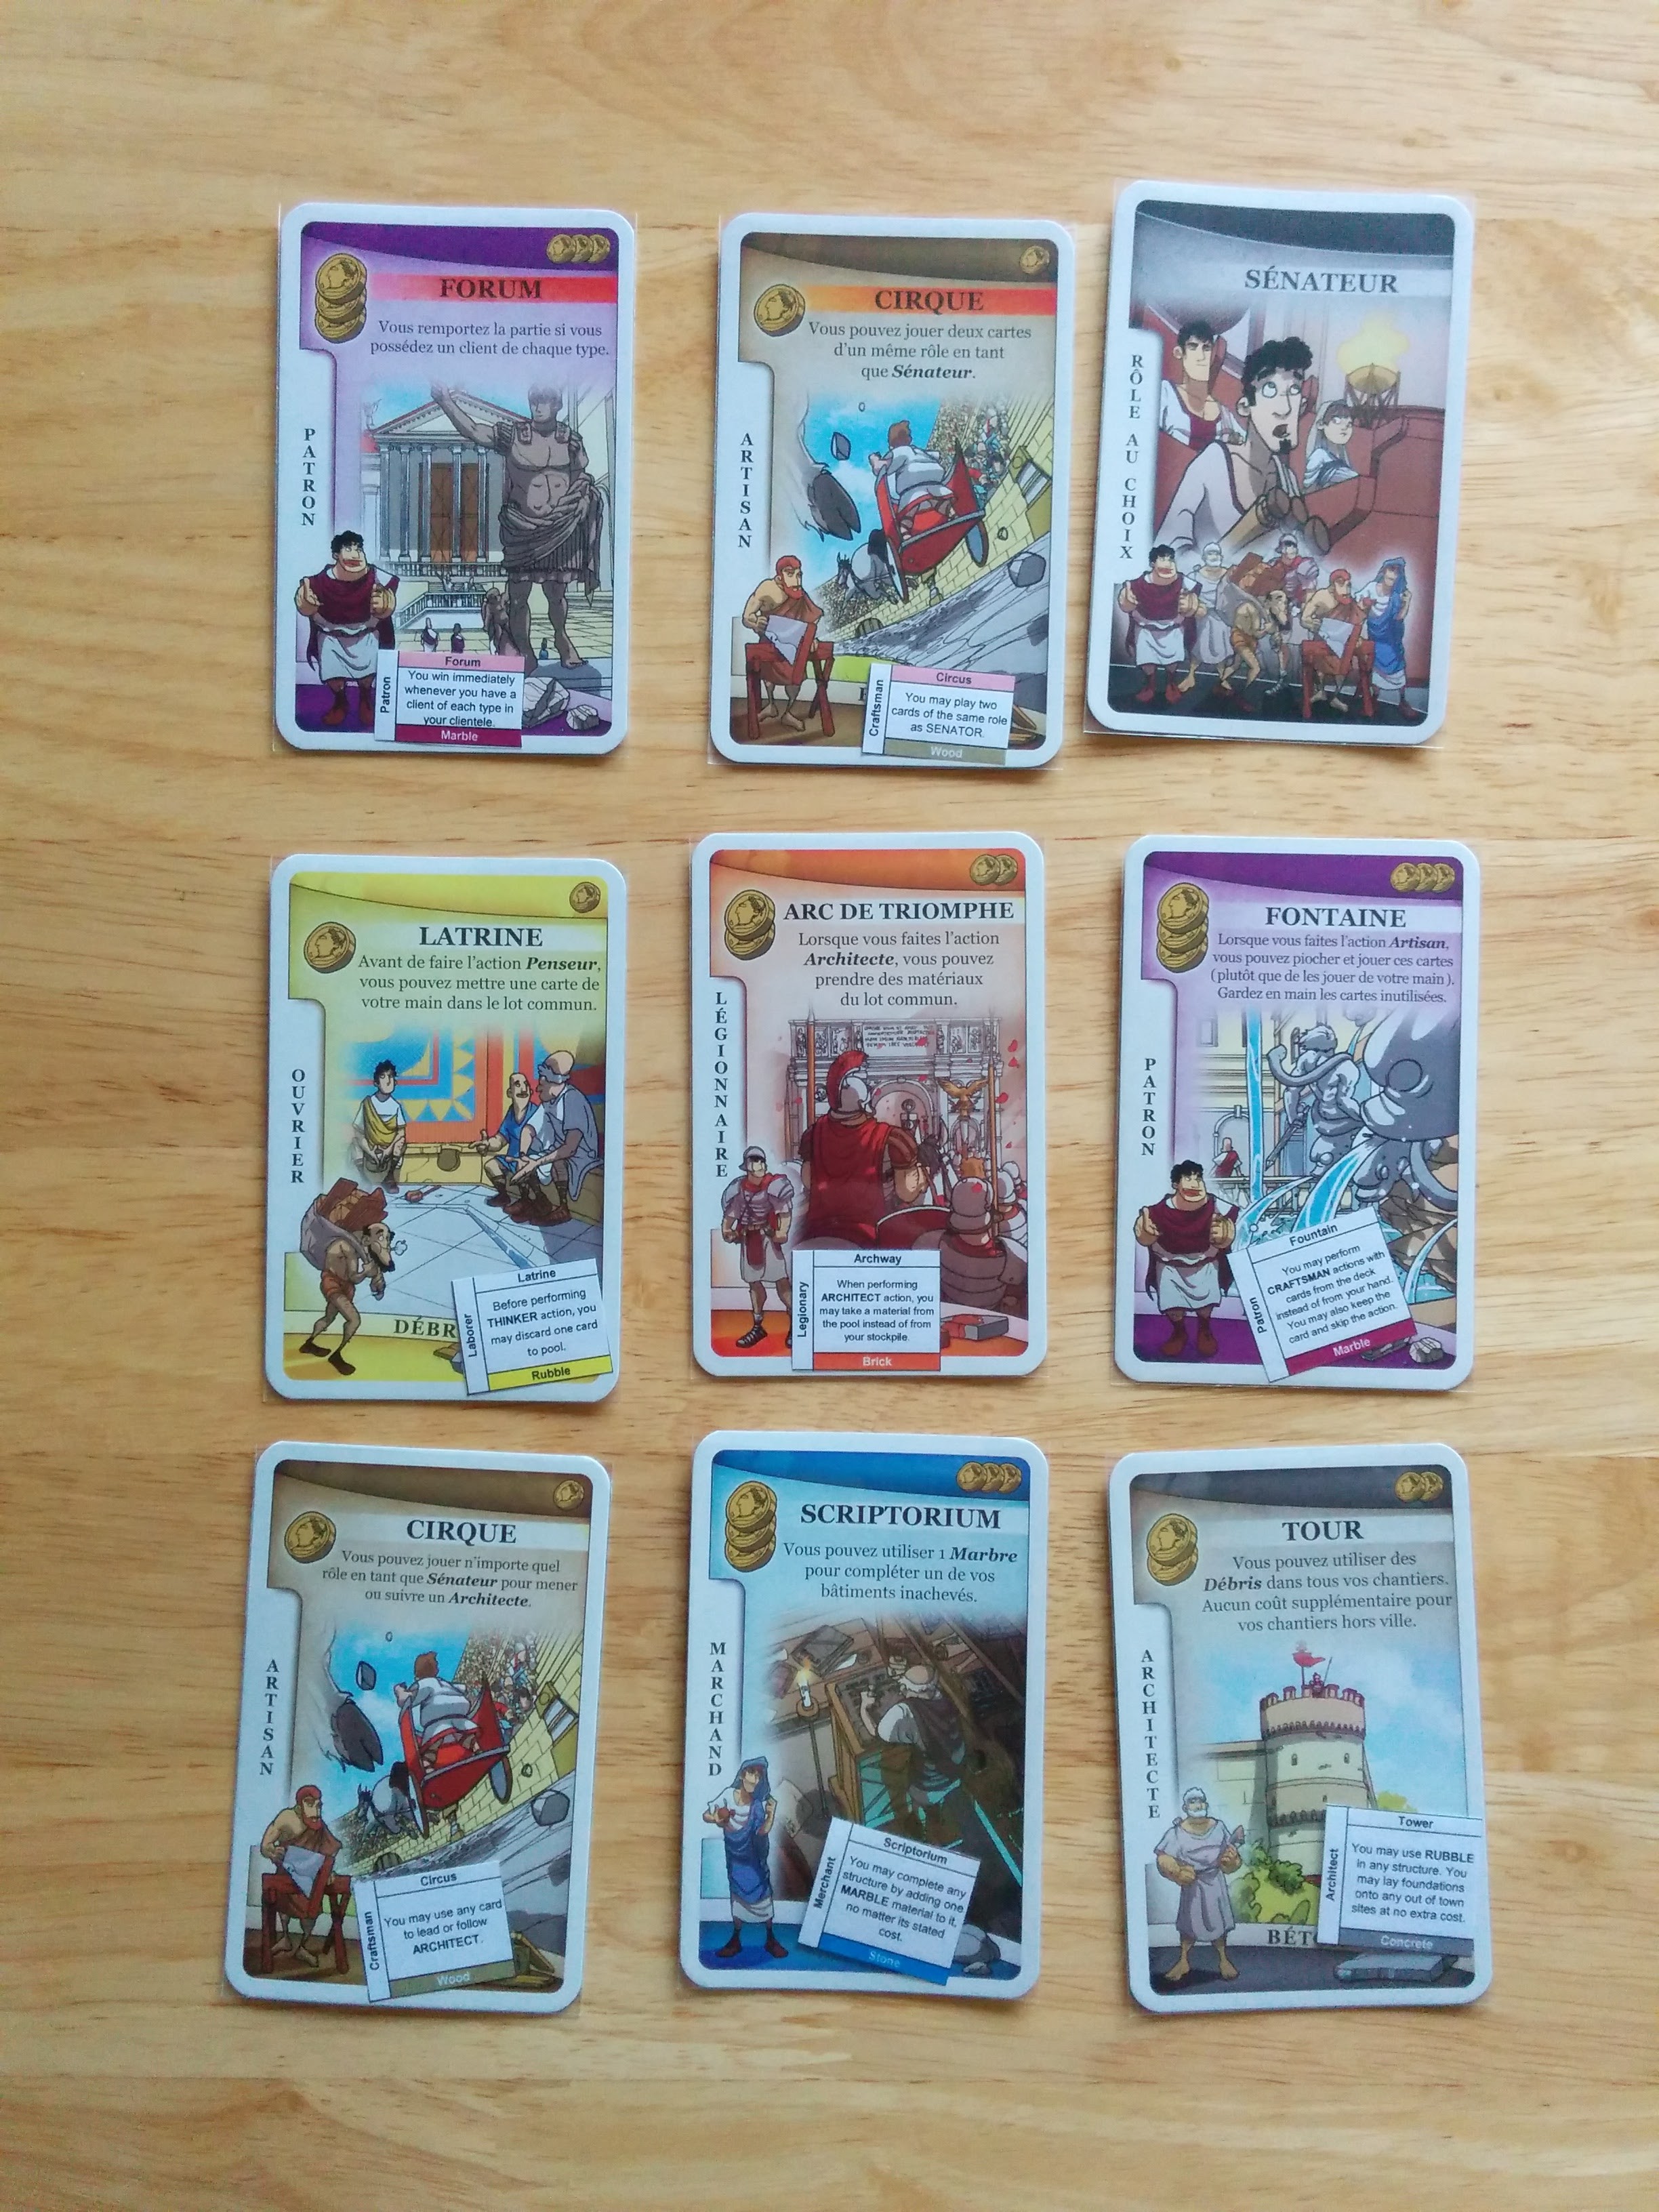 FORUM
Vous remportez la partie si vous
possédez un client de chaque type.
PATRON
Forum
Patron
You win immediately
whenever you have a
client of each type in
your clientele.
Marble
CIRQUE
Vous pouvez jouer deux cartes
d'un même rôle en tant
que Sénateur.
ARTISAN
Circus
Craftsman
You may play two
cards of the same role
as SENATOR.
Wood
SÉNATEUR
RÔLE AU CHOIX
LATRINE
Avant de faire l'action Penseur,
vous pouvez mettre une carte de
votre main dans le lot commun.
OUVRIER
DÉBR
Latrine
Laborer
Before performing
THINKER action, you
may discard one card
to pool.
Rubble
ARC DE TRIOMPHE
Lorsque vous faites l'action
Architecte, vous pouvez
prendre des matériaux
du lot commun.
LÉGIONNAIRE
Archway
Legionary
When performing
ARCHITECT action, you
may take a material from
the pool instead of from
your stockpile.
Brick
FONTAINE
Lorsque vous faites l'action Artisan,
vous pouvez piocher et jouer ces cartes
(plutôt que de les jouer de votre main).
Gardez en main les cartes inutilisées.
PATRON
Fountain
Patron
You may perform
CRAFTSMAN actions with
cards from the deck
instead of from your hand.
You may also keep the
card and skip the action.
Marble
CIRQUE
Vous pouvez jouer n'importe quel
rôle en tant que Sénateur pour mener
ou suivre un Architecte.
ARTISAN
Circus
Craftsman
You may use any card
to lead or follow
ARCHITECT.
Wood
SCRIPTORIUM
Vous pouvez utiliser 1 Marbre
pour compléter un de vos
bâtiments inachevés.
MARCHAND
Scriptorium
Merchant
You may complete any
structure by adding one
MARBLE material to it,
no matter its stated
cost.
Stone
TOUR
Vous pouvez utiliser des
Débris dans tous vos chantiers.
Aucun coût supplémentaire pour
vos chantiers hors ville.
ARCHITECTE
BÉT
Tower
Architect
You may use RUBBLE
in any structure. You
may lay foundations
onto any out of town
sites at no extra cost.
Concrete